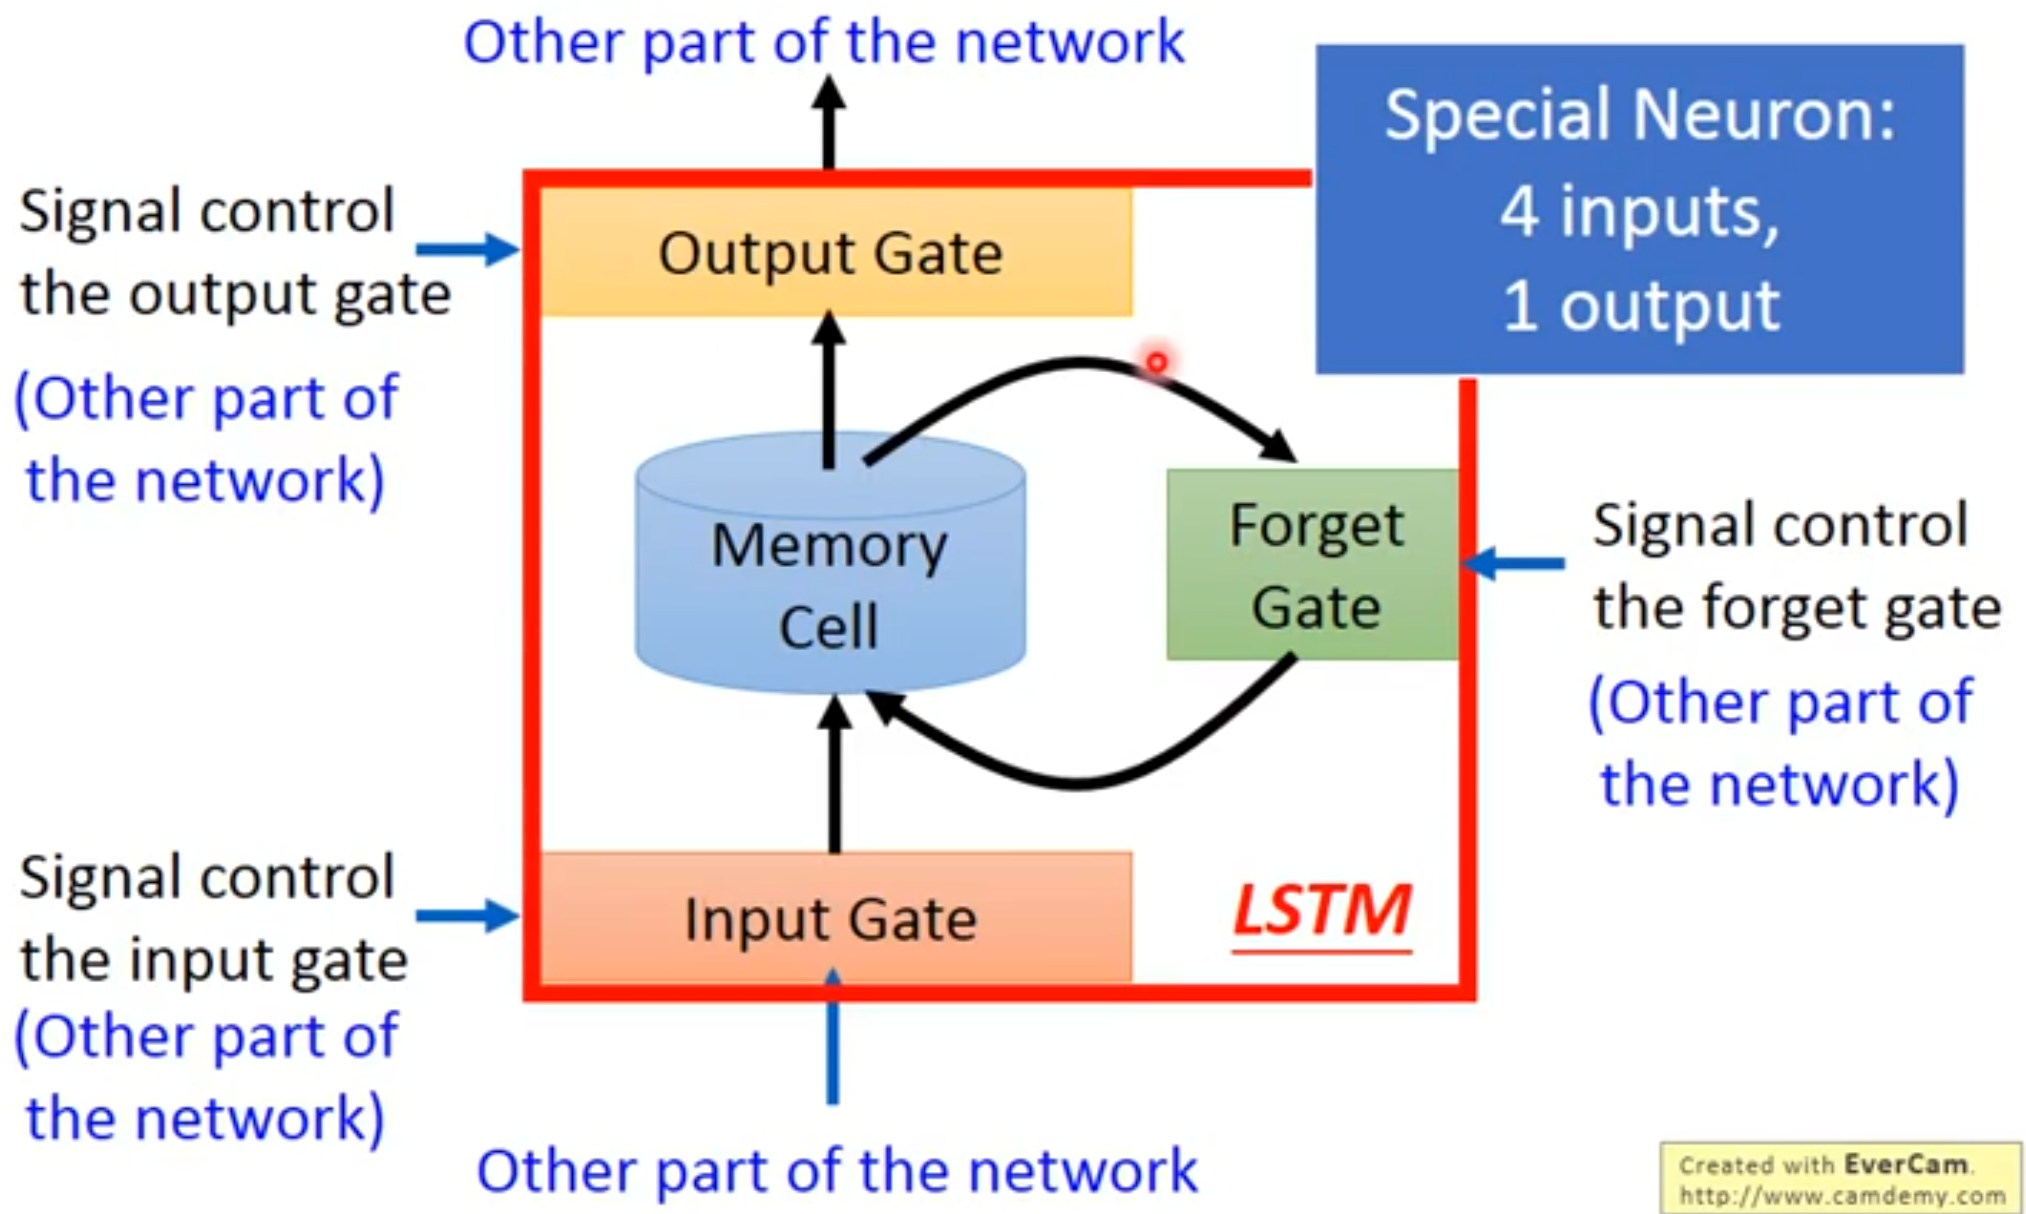 Other part of the network
Special Neuron:
4 inputs,
1 output
Signal control
the output gate
(Other part of
the network)
Output Gate
Memory
Cell
Forget
Gate
Signal control
the forget gate
(Other part of
the network)
Signal control
the input gate
(Other part of
the network)
Input Gate
LSTM
Other part of the network
Created with EverCam.
http://www.camdemy.com